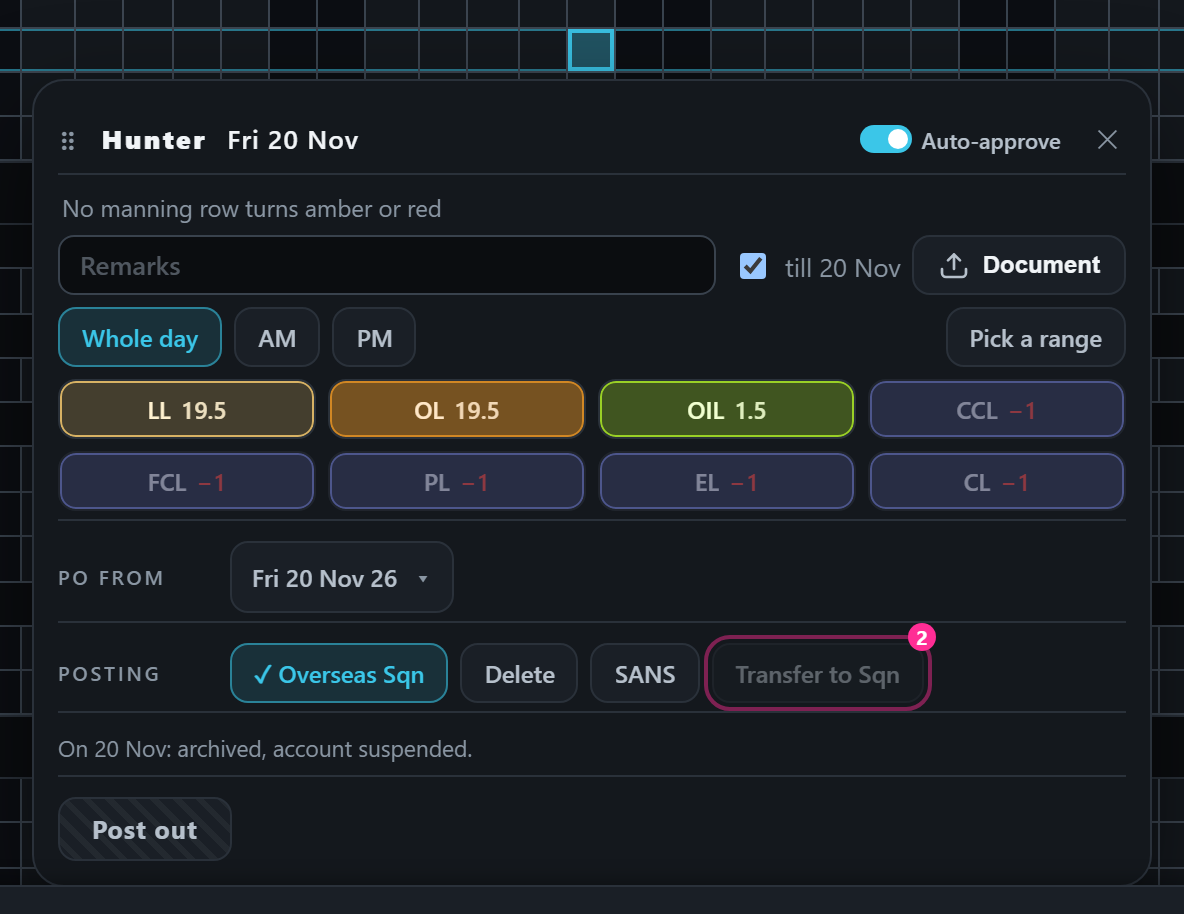 Hunter Fri 20 Nov Auto-approve
No manning row turns amber or red
Remarks till 20 Nov Document
Whole day AM PM Pick a range
LL 19.5 OL 19.5 OIL 1.5 CCL −1
FCL −1 PL −1 EL −1 CL −1
PO FROM Fri 20 Nov 26
2
POSTING ✓ Overseas Sqn Delete SANS Transfer to Sqn
On 20 Nov: archived, account suspended.
Post out